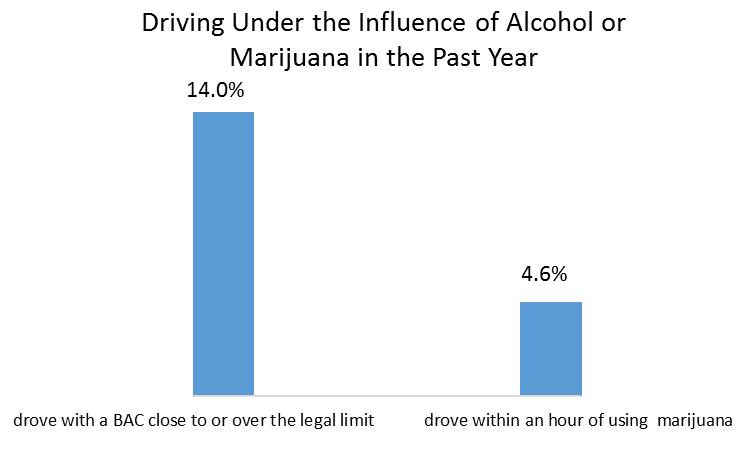 Driving Under the Influence of Alcohol or
Marijuana in the Past Year
14.0%
4.6%
drove with a BAC close to or over the legal limit
drove within an hour of using marijuana